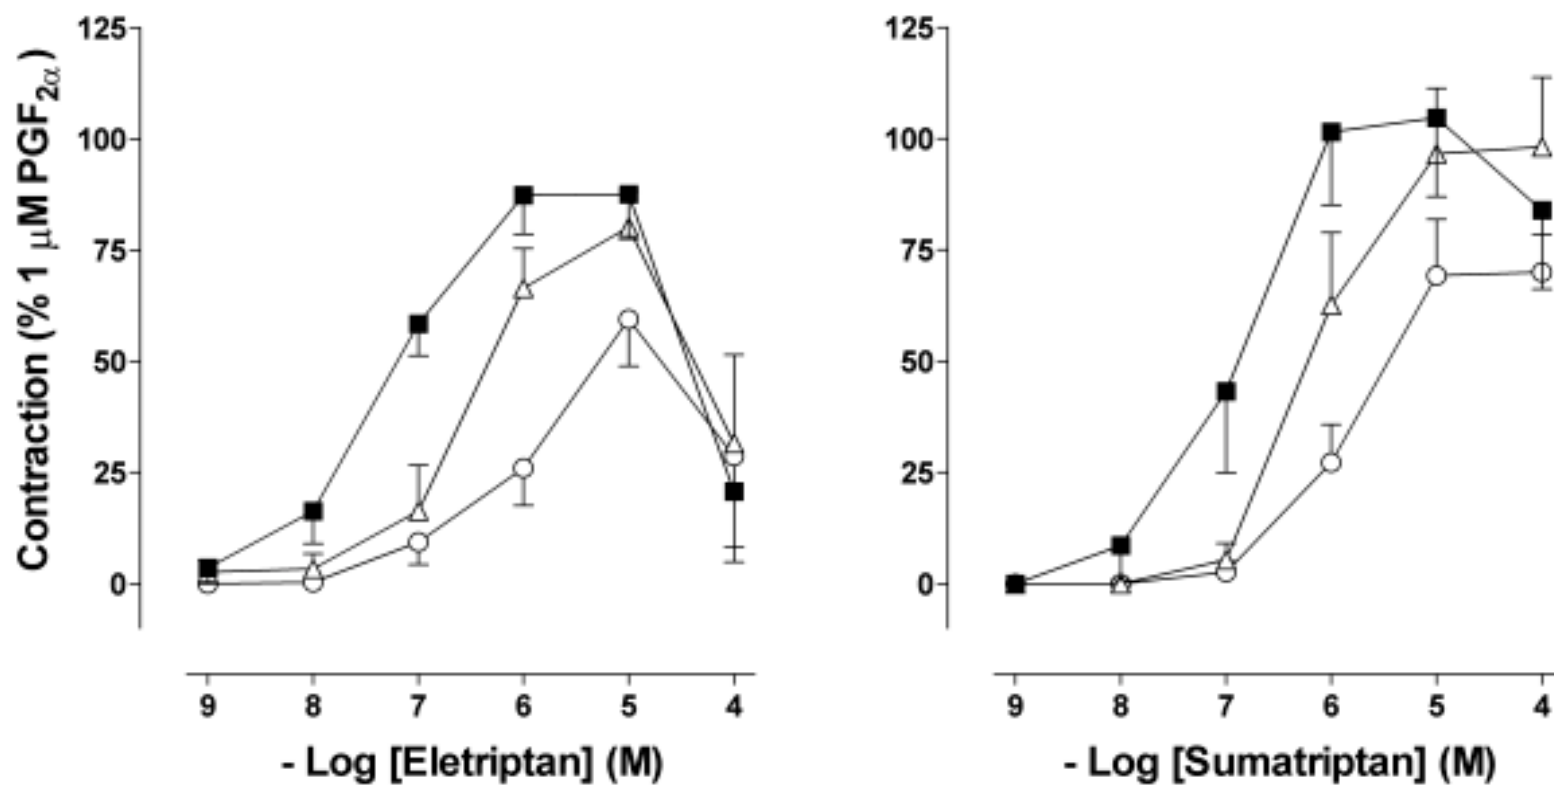 Contraction (% 1 μM PGF2α)
125
100
75
50
25
0
9 8 7 6 5 4
- Log [Eletriptan] (M)
125
100
75
50
25
0
9 8 7 6 5 4
- Log [Sumatriptan] (M)